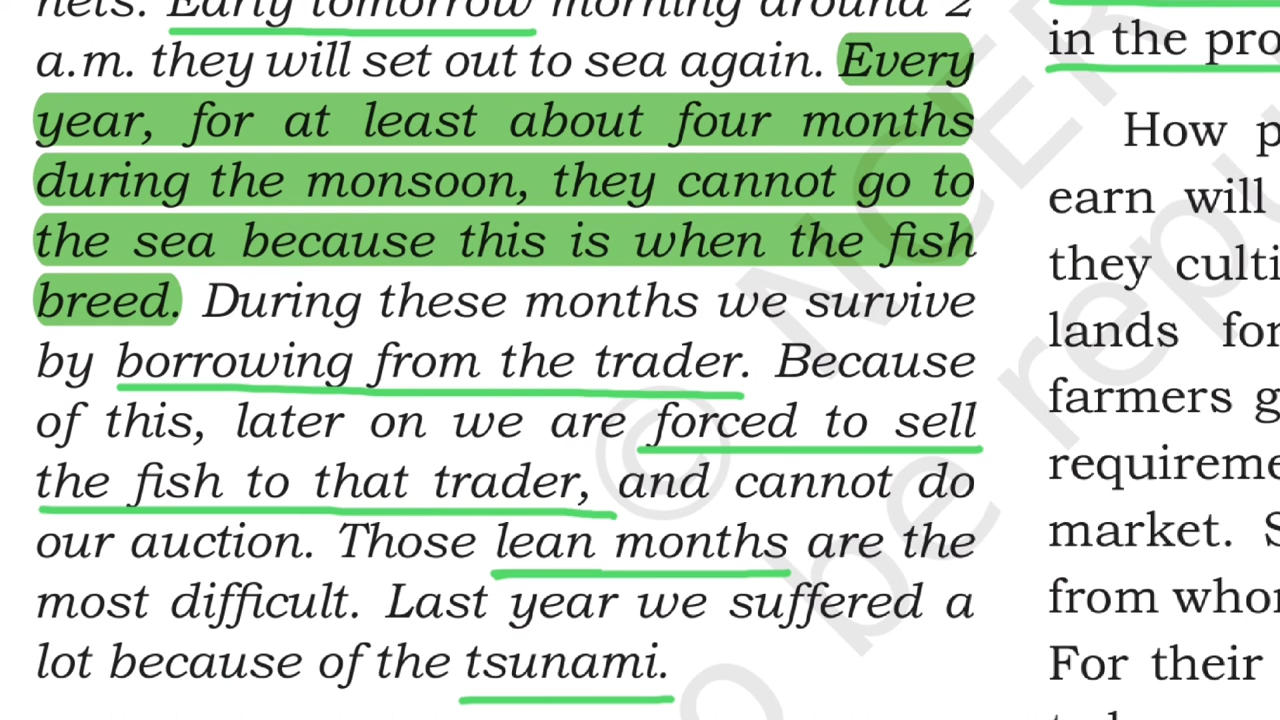 nets. Early tomorrow morning around 2
a.m. they will set out to sea again. Every
year, for at least about four months
during the monsoon, they cannot go to
the sea because this is when the fish
breed. During these months we survive
by borrowing from the trader. Because
of this, later on we are forced to sell
the fish to that trader, and cannot do
our auction. Those lean months are the
most difficult. Last year we suffered a
lot because of the tsunami.
in the pro
How p
earn will
they culti
lands for
farmers g
requireme
market. S
from whom
For their
© NCER
o be repu